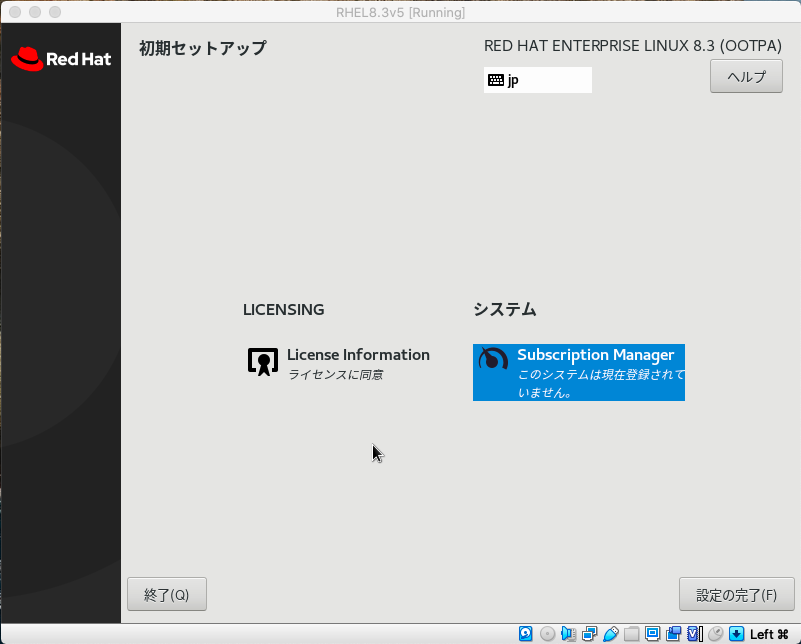 RHEL8.3v5 [Running]
Red Hat
初期セットアップ
RED HAT ENTERPRISE LINUX 8.3 (OOTPA)
jp
ヘルプ
LICENSING
License Information
ライセンスに同意
システム
Subscription Manager
このシステムは現在登録されて
いません。
終了(Q)
設定の完了(F)
Left ⌘